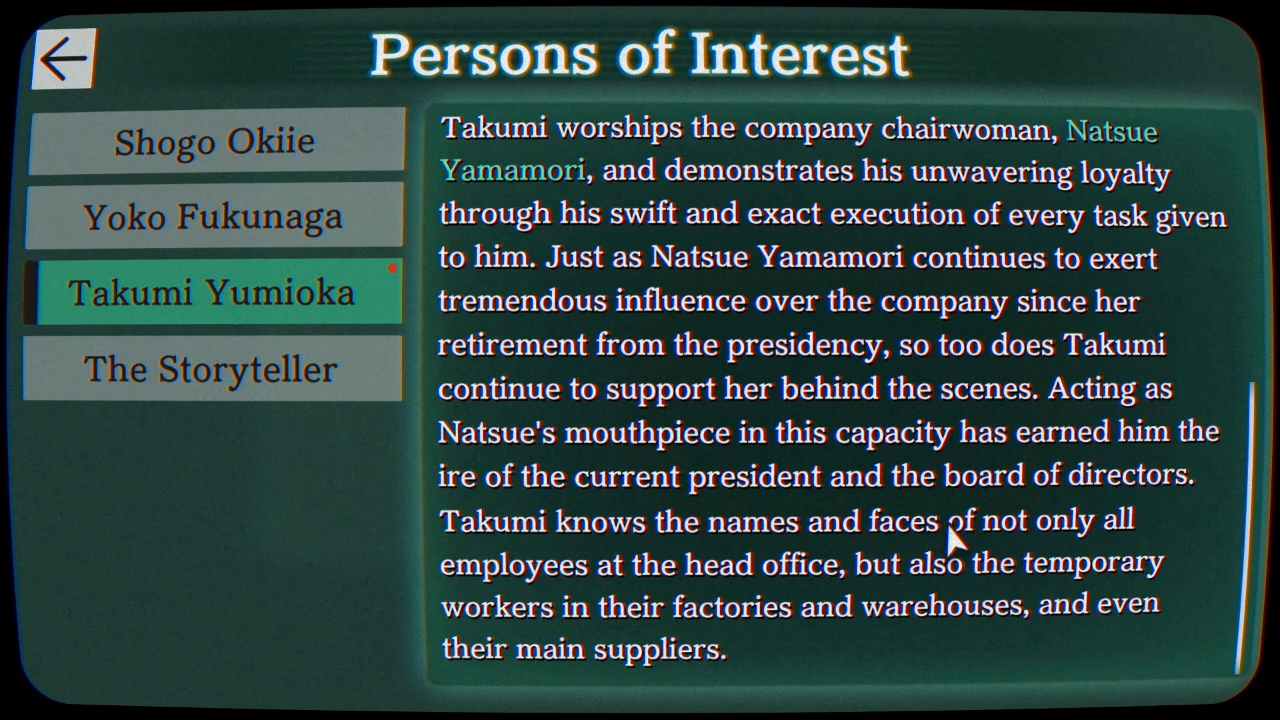 Persons of Interest
Shogo Okiie
Yoko Fukunaga
Takumi Yumioka
The Storyteller
Takumi worships the company chairwoman, Natsue
Yamamori, and demonstrates his unwavering loyalty
through his swift and exact execution of every task given
to him. Just as Natsue Yamamori continues to exert
tremendous influence over the company since her
retirement from the presidency, so too does Takumi
continue to support her behind the scenes. Acting as
Natsue's mouthpiece in this capacity has earned him the
ire of the current president and the board of directors.
Takumi knows the names and faces of not only all
employees at the head office, but also the temporary
workers in their factories and warehouses, and even
their main suppliers.